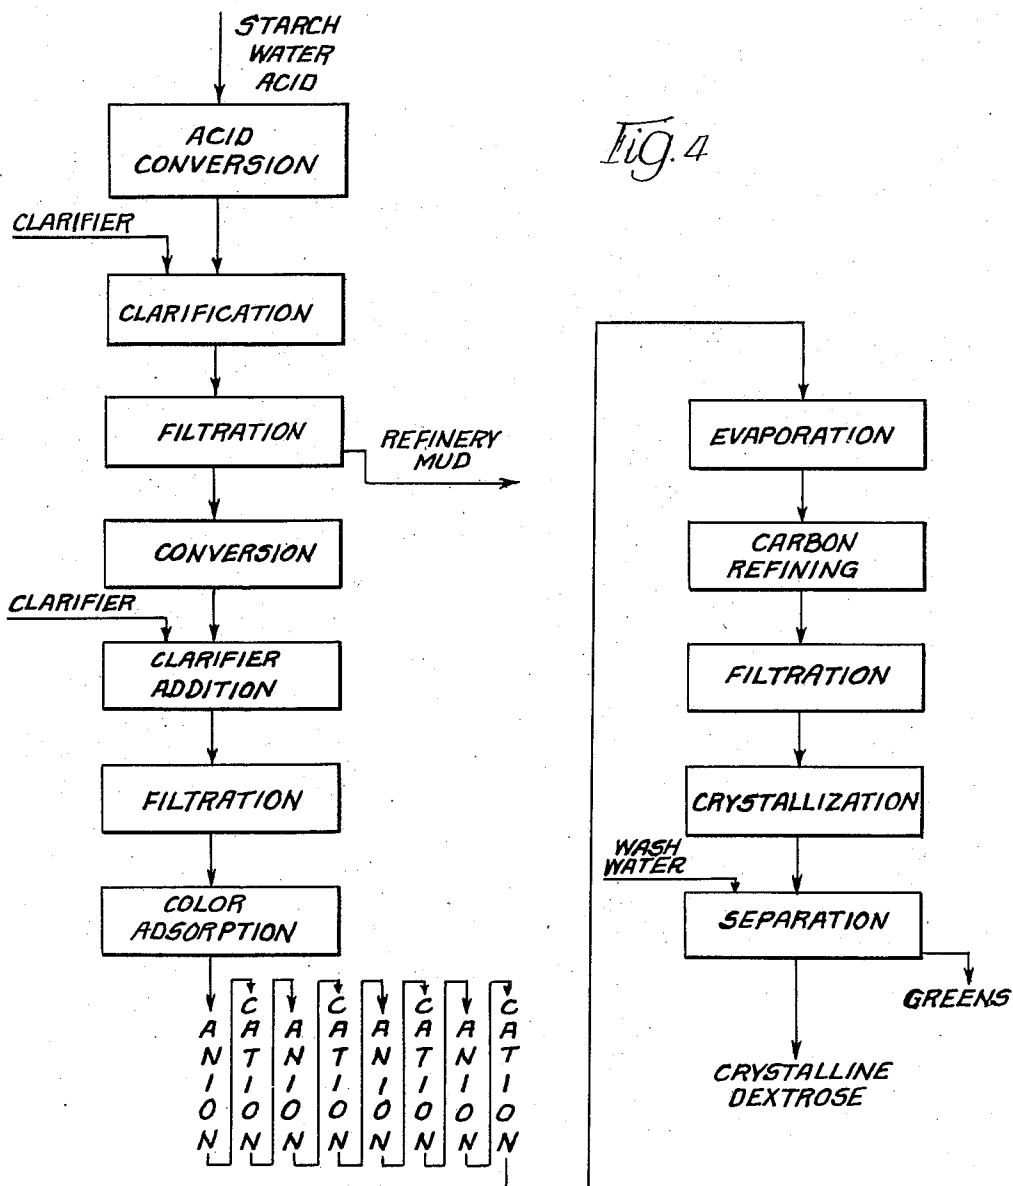 STARCH
WATER
ACID
ACID
CONVERSION
Fig. 4
CLARIFIER
CLARIFICATION
FILTRATION
REFINERY
MUD
CONVERSION
CLARIFIER
CLARIFIER
ADDITION
FILTRATION
COLOR
ADSORPTION
ANION
CATION
ANION
CATION
ANION
CATION
ANION
CATION
EVAPORATION
CARBON
REFINING
FILTRATION
CRYSTALLIZATION
WASH
WATER
SEPARATION
GREENS
CRYSTALLINE
DEXTROSE